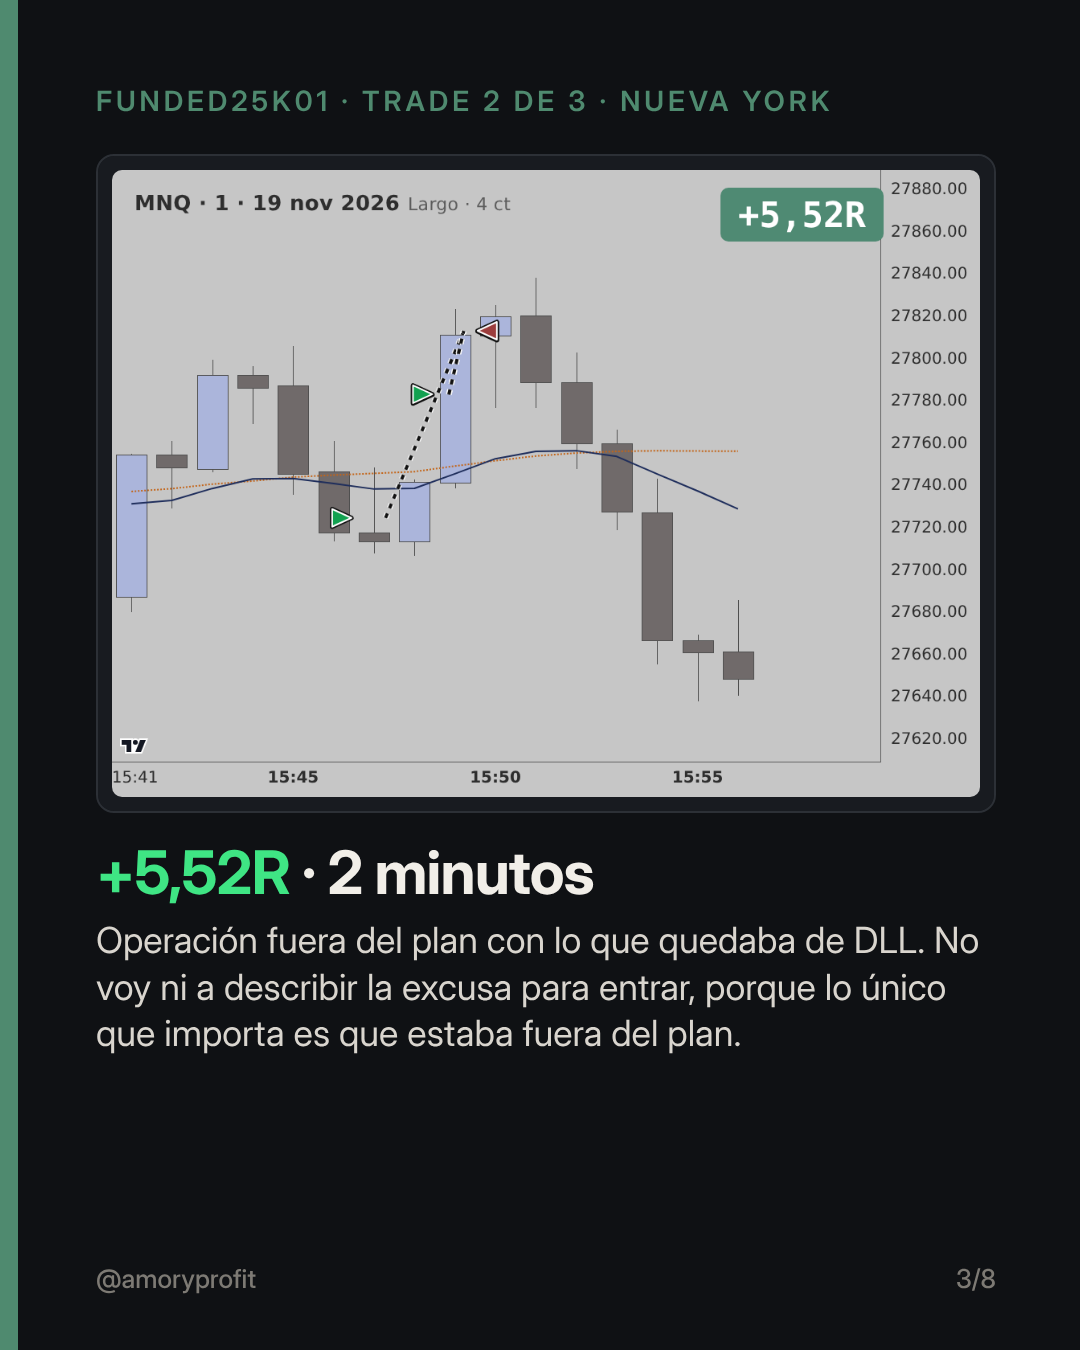 FUNDED25K01 · TRADE 2 DE 3 · NUEVA YORK
MNQ · 1 · 19 nov 2026 Largo · 4 ct
+5,52R
27880.00
27860.00
27840.00
27820.00
27800.00
27780.00
27760.00
27740.00
27720.00
27700.00
27680.00
27660.00
27640.00
27620.00
15:41 15:45 15:50 15:55
+5,52R · 2 minutos
Operación fuera del plan con lo que quedaba de DLL. No
voy ni a describir la excusa para entrar, porque lo único
que importa es que estaba fuera del plan.
@amoryprofit 3/8